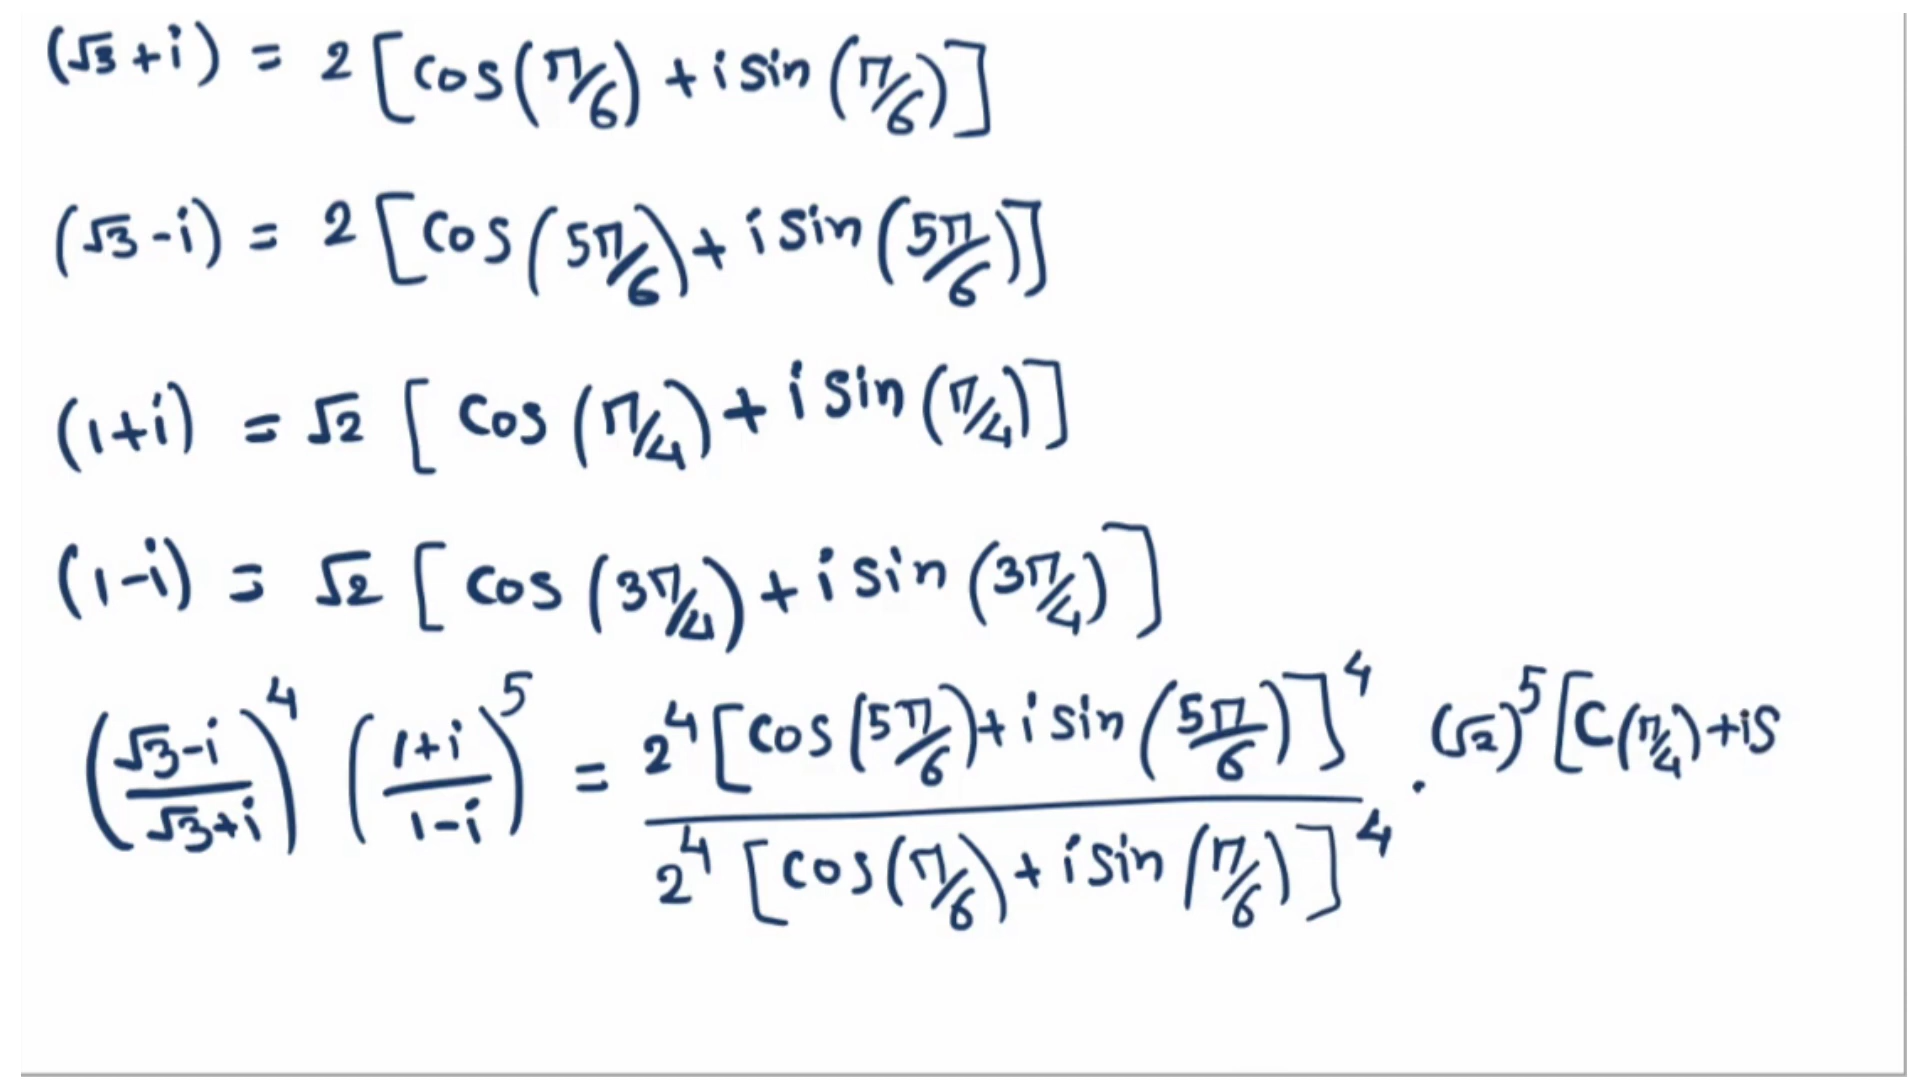 (√3+i) = 2 [cos(π/6) + i sin(π/6)]
(√3-i) = 2 [cos(5π/6) + i sin(5π/6)]
(1+i) = √2 [cos(π/4) + i sin(π/4)]
(1-i) = √2 [cos(3π/4) + i sin(3π/4)]
((√3-i)/(√3+i))^4 ((1+i)/(1-i))^5 = 2^4 [cos(5π/6) + i sin(5π/6)]^4 / 2^4 [cos(π/6) + i sin(π/6)]^4 . (√2)^5 [C(π/4) + iS